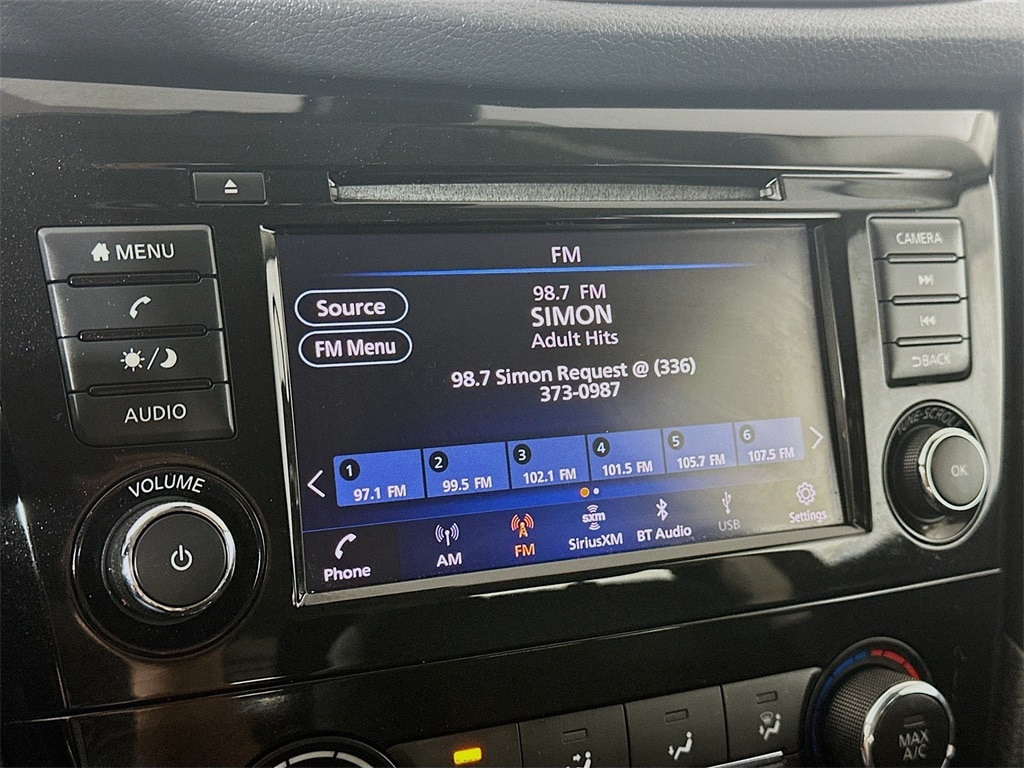 MENU
AUDIO
VOLUME
FM
Source
FM Menu
98.7 FM
SIMON
Adult Hits
98.7 Simon Request @ (336)
373-0987
1 97.1 FM
2 99.5 FM
3 102.1 FM
4 101.5 FM
5 105.7 FM
6 107.5 FM
Phone
AM
FM
sxm
SiriusXM
BT Audio
USB
Settings
CAMERA
BACK
TUNE-SCROLL
OK
MAX
A/C